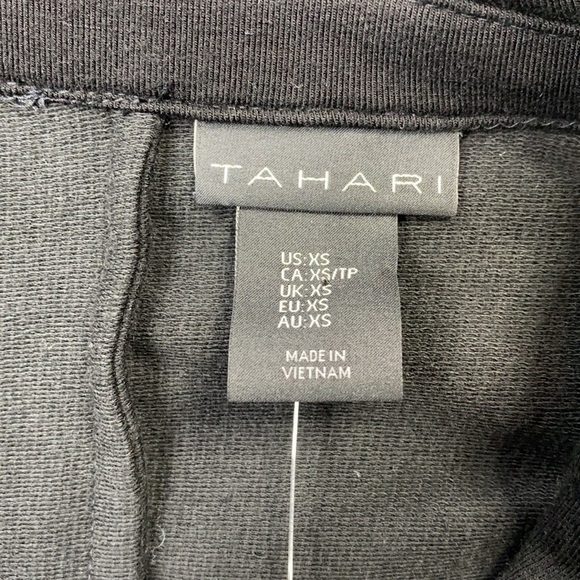 TAHARI
US:XS
CA:XS/TP
UK:XS
EU:XS
AU:XS
MADE IN
VIETNAM